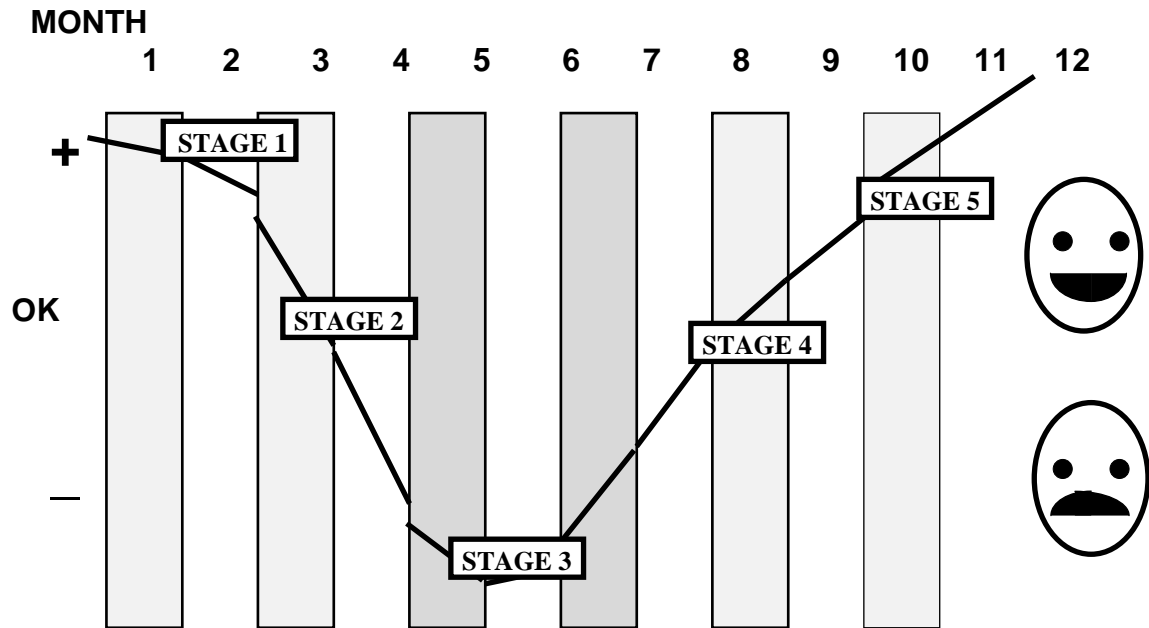 MONTH
1 2 3 4 5 6 7 8 9 10 11 12
+
STAGE 1
STAGE 5
OK
STAGE 2
STAGE 4
–
STAGE 3